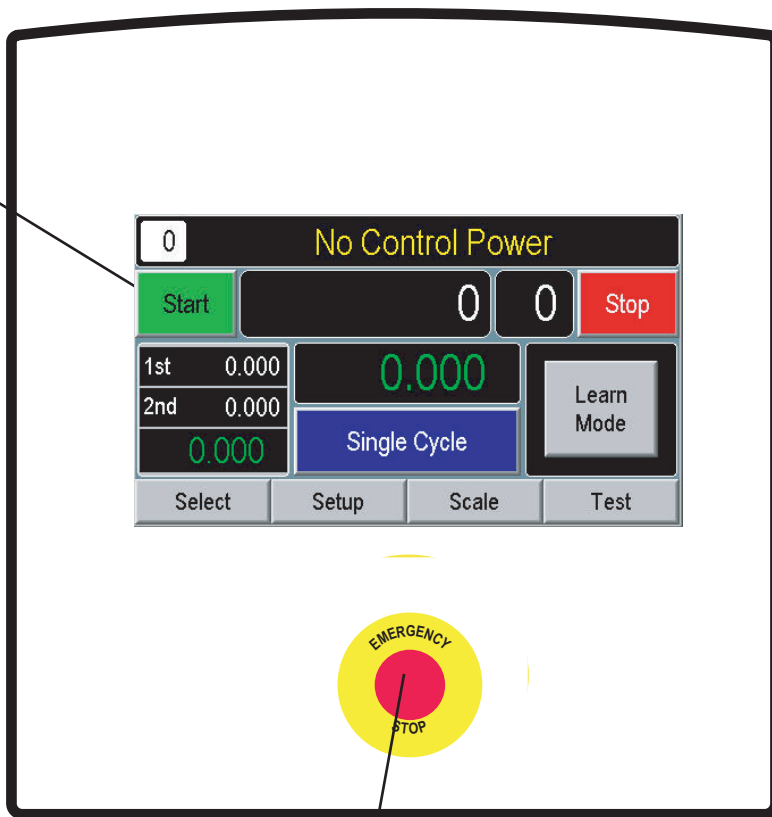 0 No Control Power
Start 0 0 Stop
1st 0.000
2nd 0.000
0.000
0.000
Single Cycle
Learn
Mode
Select Setup Scale Test
EMERGENCY
STOP